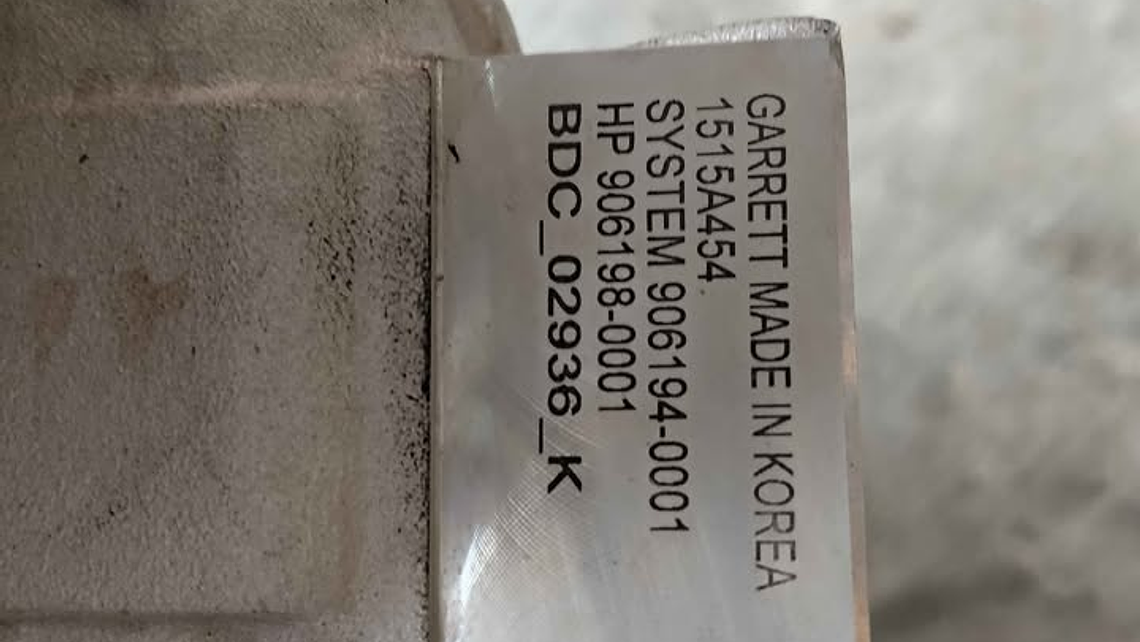 GARRETT MADE IN KOREA
1515A454
SYSTEM 906194-0001
HP 906198-0001
BDC_02936_K